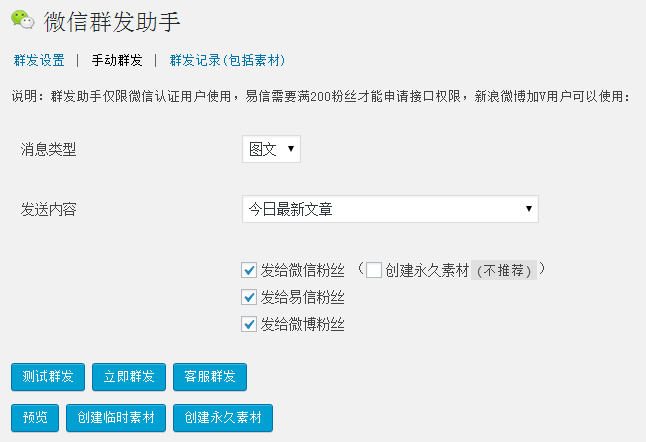 微信群发助手
群发设置 | 手动群发 | 群发记录(包括素材)
说明：群发助手仅限微信认证用户使用，易信需要满200粉丝才能申请接口权限，新浪微博加V用户可以使用：
消息类型 图文
发送内容 今日最新文章
发给微信粉丝 （创建永久素材 (不推荐)）
发给易信粉丝
发给微博粉丝
测试群发 立即群发 客服群发
预览 创建临时素材 创建永久素材